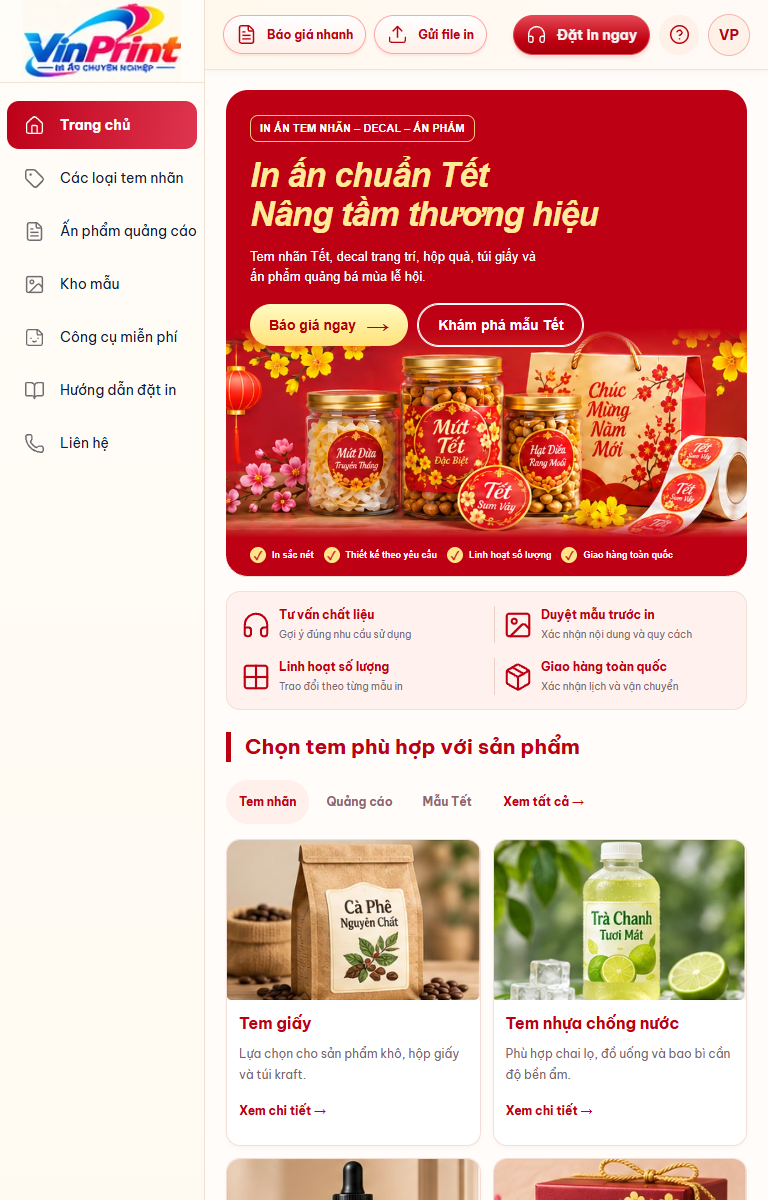 VinPrint
IN ẤN CHUYÊN NGHIỆP
Báo giá nhanh
Gửi file in
Đặt in ngay
VP
Trang chủ
Các loại tem nhãn
Ấn phẩm quảng cáo
Kho mẫu
Công cụ miễn phí
Hướng dẫn đặt in
Liên hệ
IN ẤN TEM NHÃN – DECAL – ẤN PHẨM
In ấn chuẩn Tết
Nâng tầm thương hiệu
Tem nhãn Tết, decal trang trí, hộp quà, túi giấy và
ấn phẩm quảng bá mùa lễ hội.
Báo giá ngay →
Khám phá mẫu Tết
Chúc
Mừng
Năm
Mới
Mứt Dừa
Truyền Thống
Mứt
Tết
Đặc Biệt
Hạt Điều
Rang Muối
Tết
Sum Vầy
Tết
Sum Vầy
Tết
Sum Vầy
Tết
Sum Vầy
In sắc nét
Thiết kế theo yêu cầu
Linh hoạt số lượng
Giao hàng toàn quốc
Tư vấn chất liệu
Gợi ý đúng nhu cầu sử dụng
Duyệt mẫu trước in
Xác nhận nội dung và quy cách
Linh hoạt số lượng
Trao đổi theo từng mẫu in
Giao hàng toàn quốc
Xác nhận lịch và vận chuyển
Chọn tem phù hợp với sản phẩm
Tem nhãn
Quảng cáo
Mẫu Tết
Xem tất cả →
Cà Phê
Nguyên Chất
Trà Chanh
Tươi Mát
Tem giấy
Lựa chọn cho sản phẩm khô, hộp giấy
và túi kraft.
Xem chi tiết →
Tem nhựa chống nước
Phù hợp chai lọ, đồ uống và bao bì cần
độ bền ẩm.
Xem chi tiết →